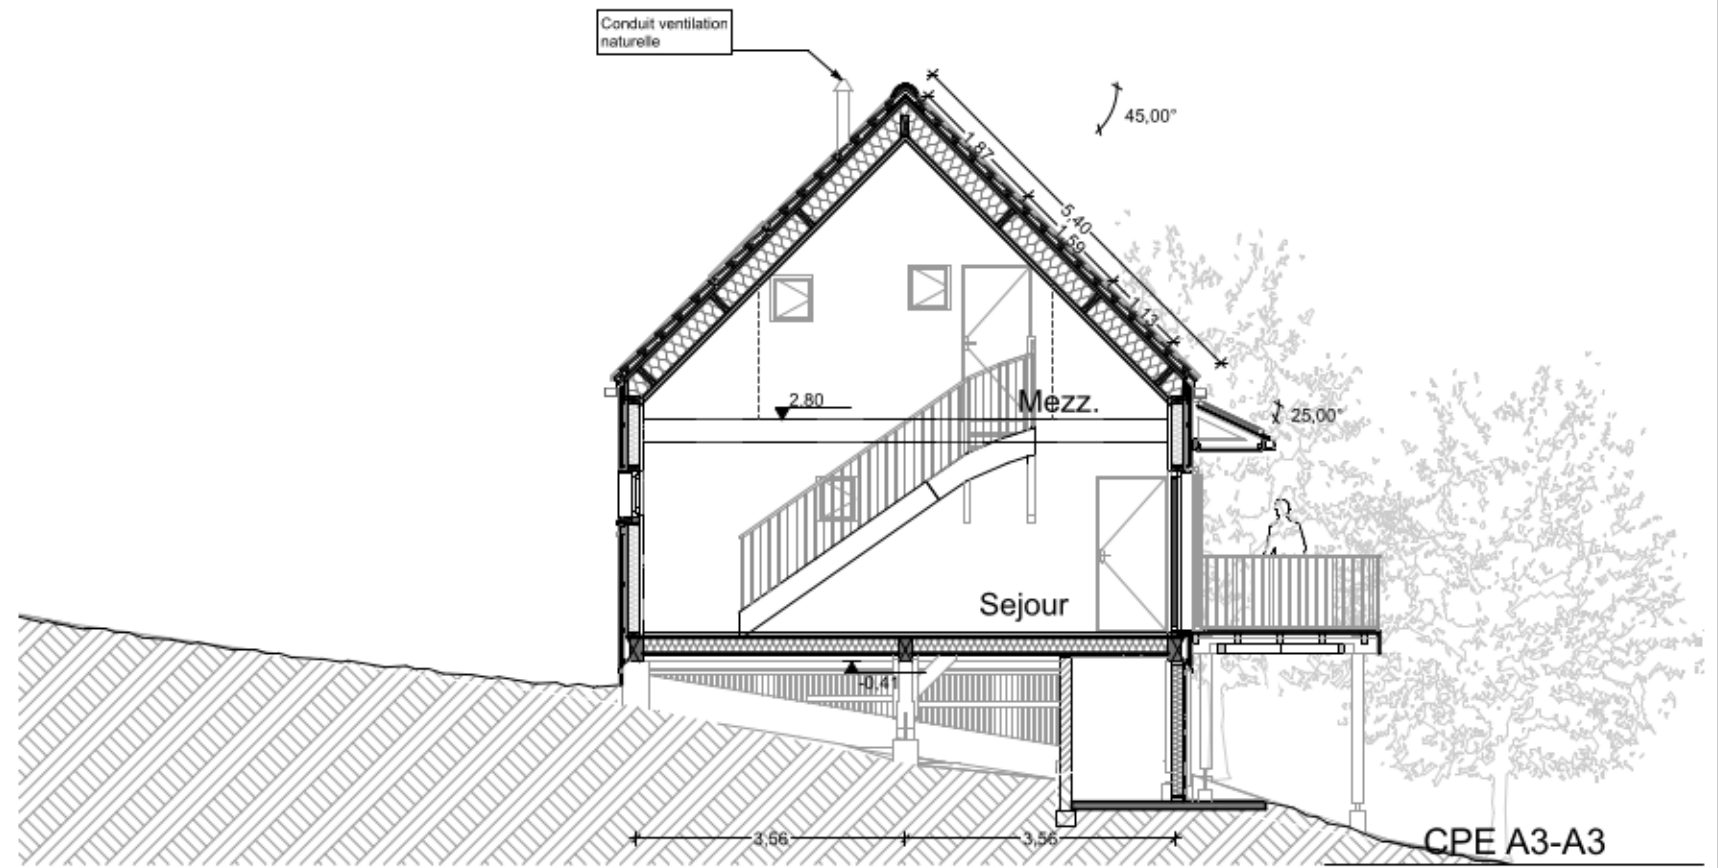 Conduit ventilation
naturelle
45,00°
1,87
5,40
1,59
1,13
2,80
Mezz.
25,00°
Sejour
-0,41
3,56
3,56
CPE A3-A3